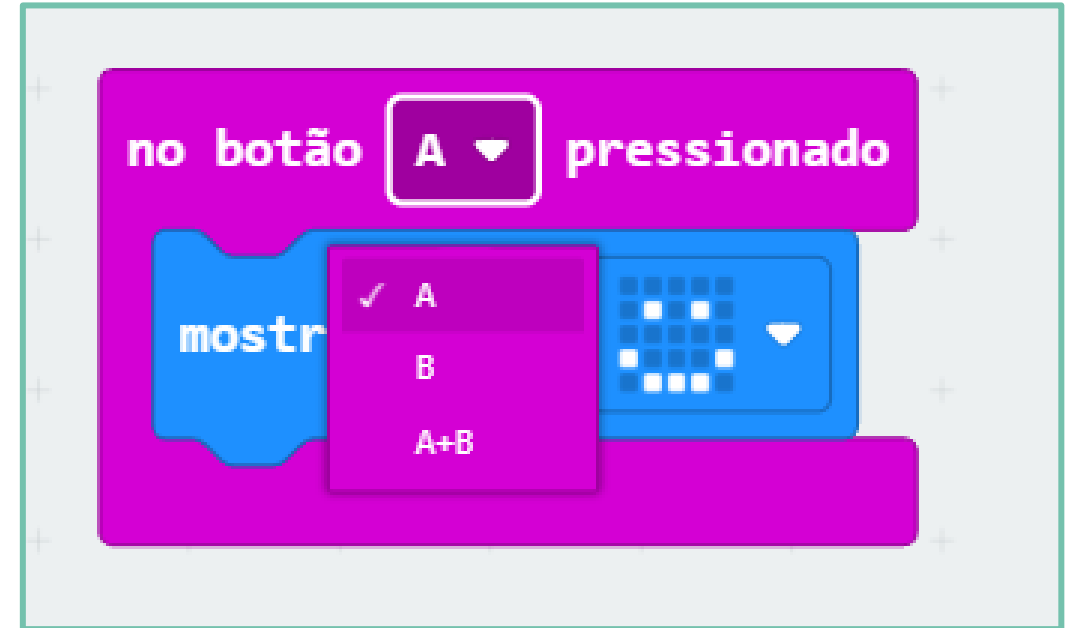 no botão A pressionado
mostr
✓ A
B
A+B